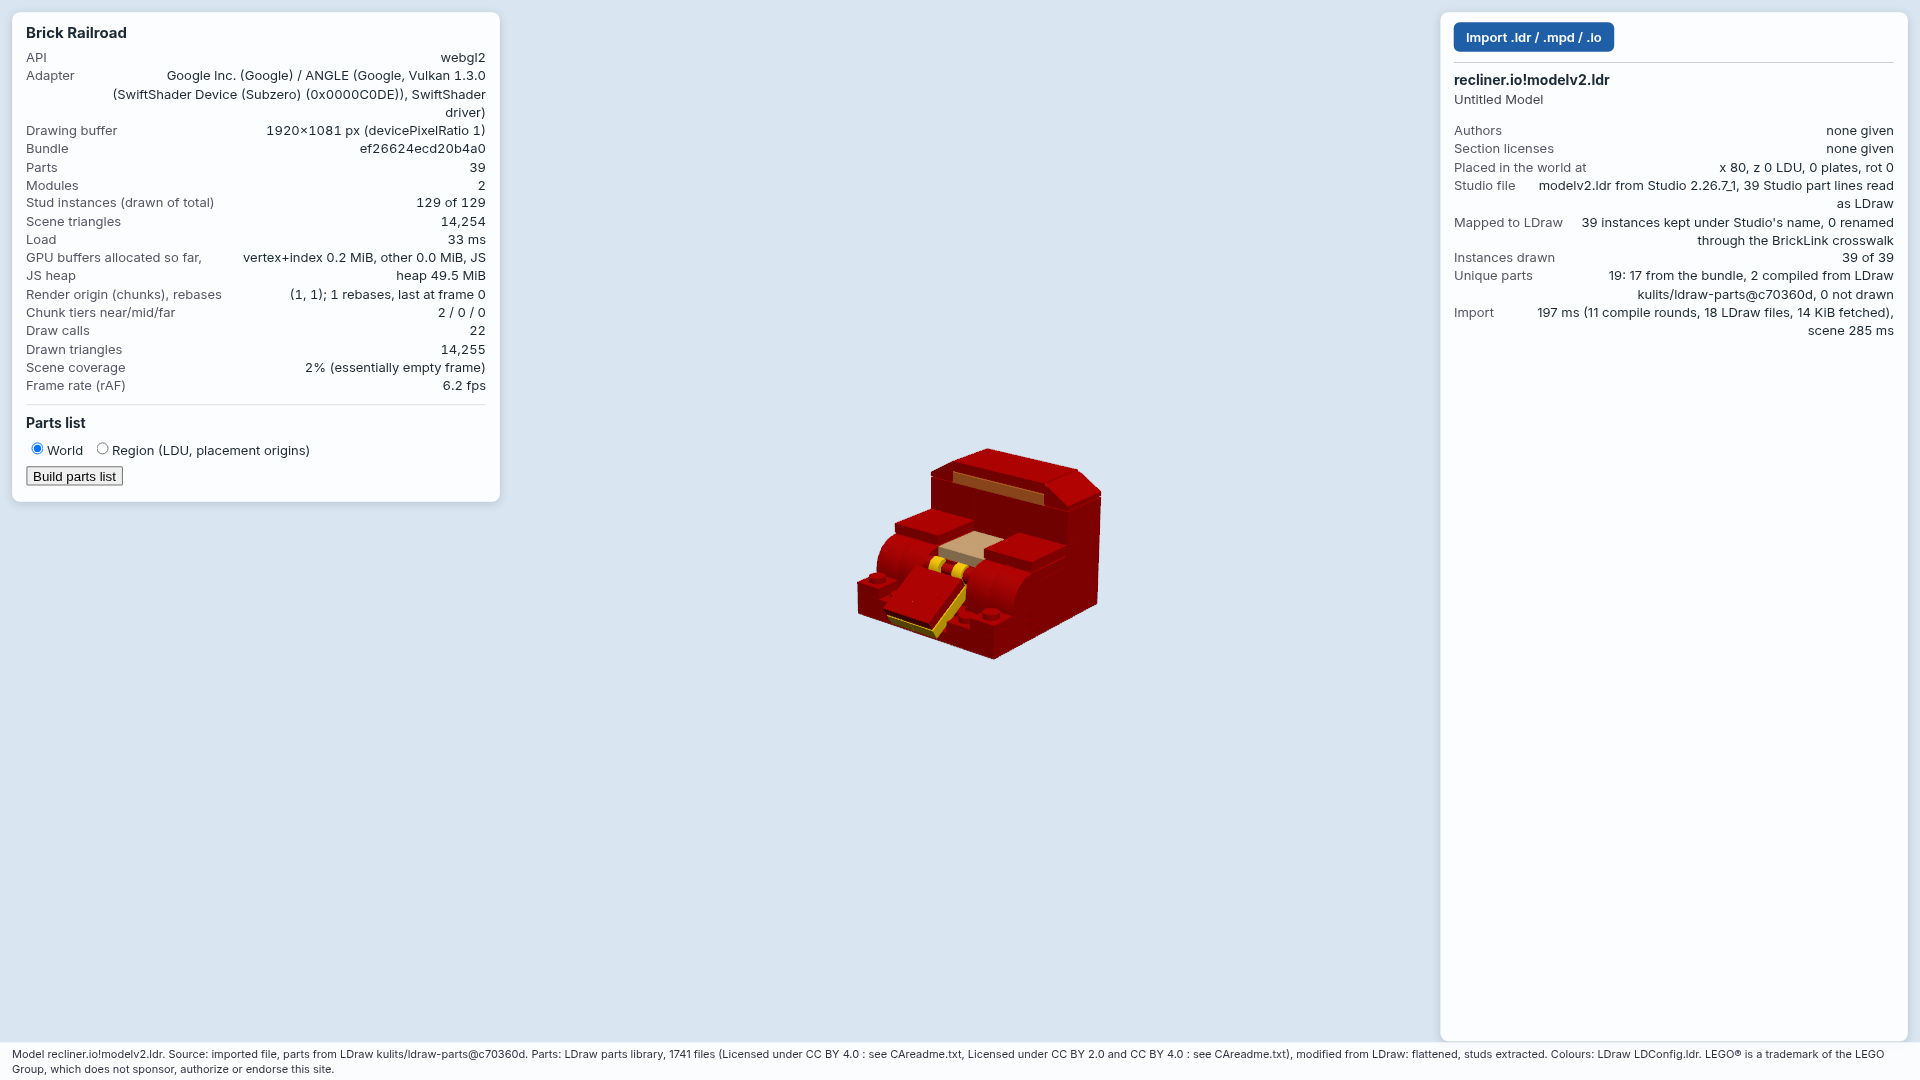 Brick Railroad
API webgl2
Adapter Google Inc. (Google) / ANGLE (Google, Vulkan 1.3.0
(SwiftShader Device (Subzero) (0x0000C0DE)), SwiftShader
driver)
Drawing buffer 1920×1081 px (devicePixelRatio 1)
Bundle ef26624ecd20b4a0
Parts 39
Modules 2
Stud instances (drawn of total) 129 of 129
Scene triangles 14,254
Load 33 ms
GPU buffers allocated so far, vertex+index 0.2 MiB, other 0.0 MiB, JS
JS heap heap 49.5 MiB
Render origin (chunks), rebases (1, 1); 1 rebases, last at frame 0
Chunk tiers near/mid/far 2 / 0 / 0
Draw calls 22
Drawn triangles 14,255
Scene coverage 2% (essentially empty frame)
Frame rate (rAF) 6.2 fps
Parts list
World Region (LDU, placement origins)
Build parts list
Import .ldr / .mpd / .io
recliner.io!modelv2.ldr
Untitled Model
Authors none given
Section licenses none given
Placed in the world at x 80, z 0 LDU, 0 plates, rot 0
Studio file modelv2.ldr from Studio 2.26.7_1, 39 Studio part lines read
as LDraw
Mapped to LDraw 39 instances kept under Studio's name, 0 renamed
through the BrickLink crosswalk
Instances drawn 39 of 39
Unique parts 19: 17 from the bundle, 2 compiled from LDraw
kulits/ldraw-parts@c70360d, 0 not drawn
Import 197 ms (11 compile rounds, 18 LDraw files, 14 KiB fetched),
scene 285 ms
Model recliner.io!modelv2.ldr. Source: imported file, parts from LDraw kulits/ldraw-parts@c70360d. Parts: LDraw parts library, 1741 files (Licensed under CC BY 4.0 : see CAreadme.txt, Licensed under CC BY 2.0 and CC BY 4.0 : see CAreadme.txt), modified from LDraw: flattened, studs extracted. Colours: LDraw LDConfig.ldr. LEGO® is a trademark of the LEGO
Group, which does not sponsor, authorize or endorse this site.